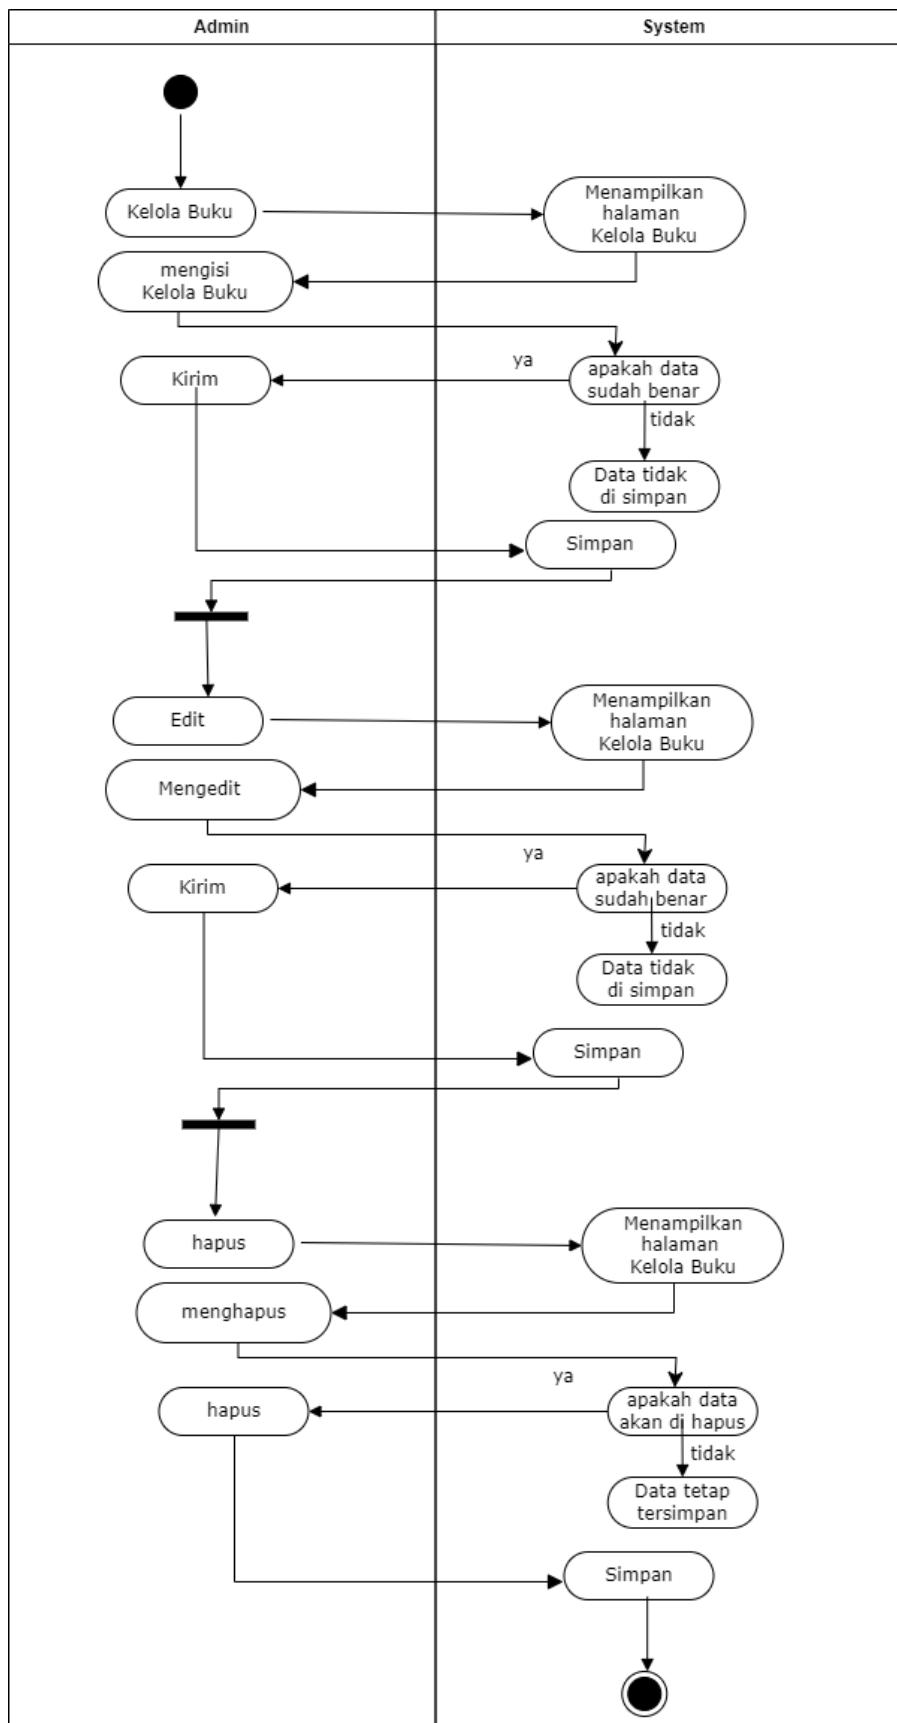 Admin
System
Kelola Buku
Menampilkan
halaman
Kelola Buku
mengisi
Kelola Buku
ya
apakah data
sudah benar
Kirim
tidak
Data tidak
di simpan
Simpan
Edit
Menampilkan
halaman
Kelola Buku
Mengedit
ya
apakah data
sudah benar
Kirim
tidak
Data tidak
di simpan
Simpan
hapus
Menampilkan
halaman
Kelola Buku
menghapus
ya
apakah data
akan di hapus
hapus
tidak
Data tetap
tersimpan
Simpan